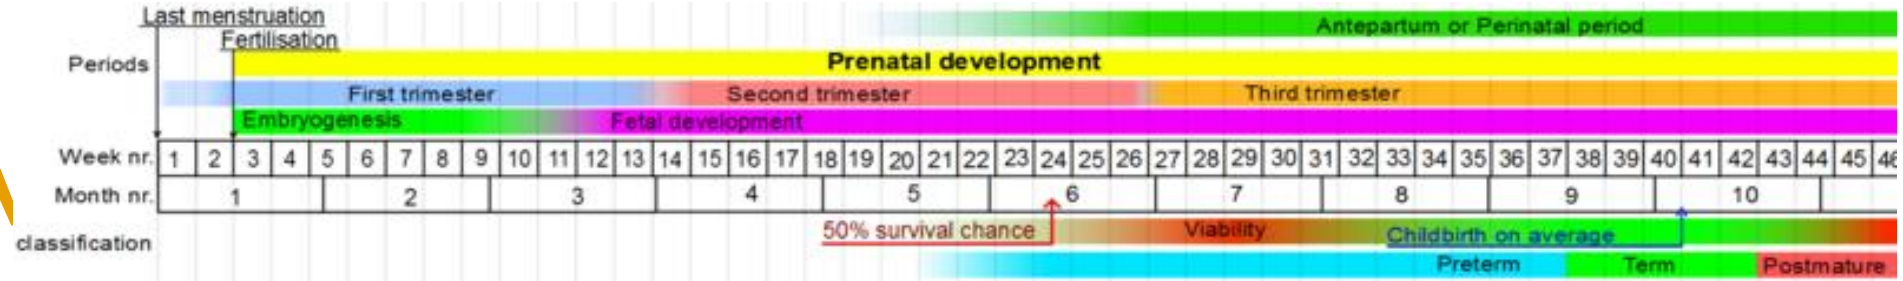 Last menstruation
Antepartum or Perinatal period
Fertilisation
Periods
Prenatal development
First trimester Second trimester Third trimester
Embryogenesis Fetal development
Week nr. 1 2 3 4 5 6 7 8 9 10 11 12 13 14 15 16 17 18 19 20 21 22 23 24 25 26 27 28 29 30 31 32 33 34 35 36 37 38 39 40 41 42 43 44 45 46
Month nr. 1 2 3 4 5 6 7 8 9 10
50% survival chance Viability Childbirth on average
classification
Preterm Term Postmature